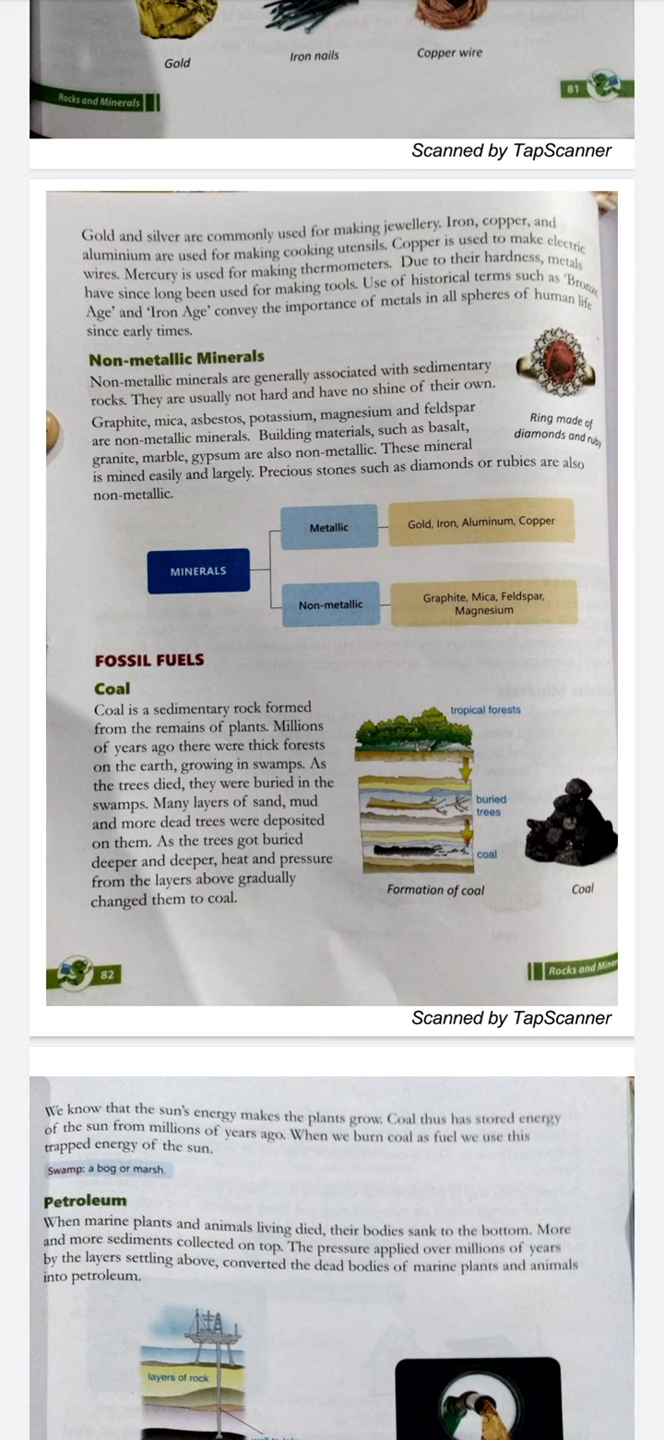 Gold
Iron nails
Copper wire
Rocks and Minerals
81
Scanned by TapScanner
Gold and silver are commonly used for making jewellery. Iron, copper, and
aluminium are used for making cooking utensils. Copper is used to make electric
wires. Mercury is used for making thermometers. Due to their hardness, metals
have since long been used for making tools. Use of historical terms such as 'Bronze
Age' and 'Iron Age' convey the importance of metals in all spheres of human life
since early times.
Non-metallic Minerals
Non-metallic minerals are generally associated with sedimentary
rocks. They are usually not hard and have no shine of their own.
Graphite, mica, asbestos, potassium, magnesium and feldspar
are non-metallic minerals. Building materials, such as basalt,
granite, marble, gypsum are also non-metallic. These mineral
is mined easily and largely. Precious stones such as diamonds or rubies are also
non-metallic.
Ring made of
diamonds and ruby
MINERALS
Metallic
Gold, Iron, Aluminum, Copper
Non-metallic
Graphite, Mica, Feldspar,
Magnesium
FOSSIL FUELS
Coal
Coal is a sedimentary rock formed
from the remains of plants. Millions
of years ago there were thick forests
on the earth, growing in swamps. As
the trees died, they were buried in the
swamps. Many layers of sand, mud
and more dead trees were deposited
on them. As the trees got buried
deeper and deeper, heat and pressure
from the layers above gradually
changed them to coal.
tropical forests
buried
trees
coal
Formation of coal
Coal
82
Rocks and Mine
Scanned by TapScanner
We know that the sun's energy makes the plants grow. Coal thus has stored energy
of the sun from millions of years ago. When we burn coal as fuel we use this
trapped energy of the sun.
Swamp: a bog or marsh.
Petroleum
When marine plants and animals living died, their bodies sank to the bottom. More
and more sediments collected on top. The pressure applied over millions of years
by the layers settling above, converted the dead bodies of marine plants and animals
into petroleum.
layers of rock